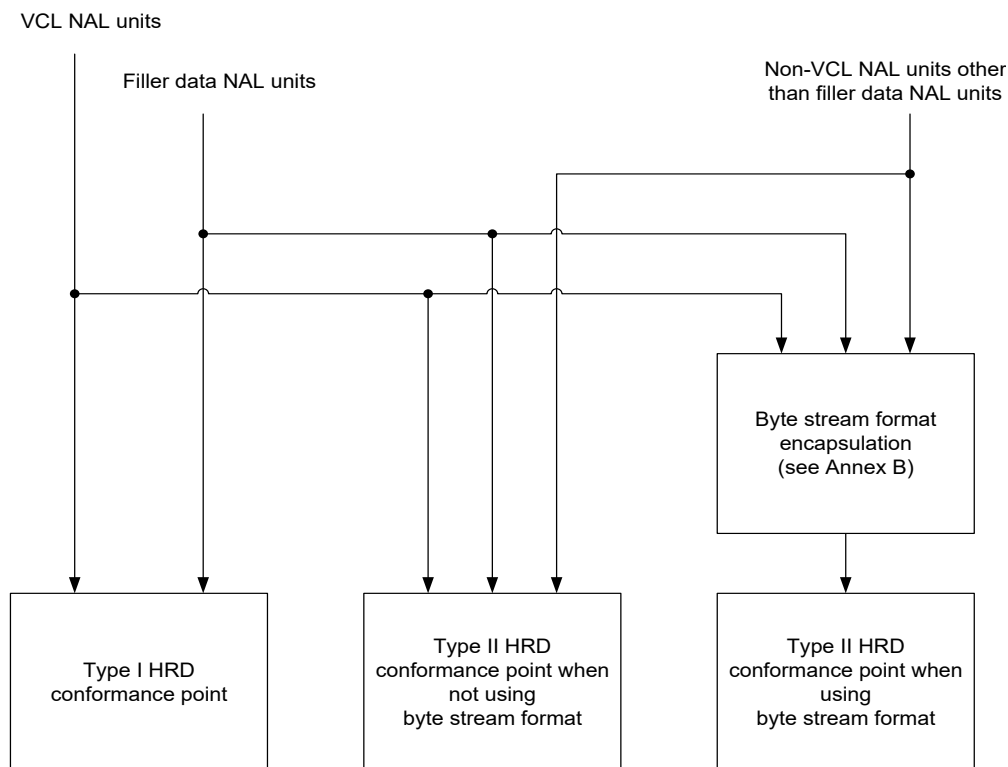 VCL NAL units
Filler data NAL units
Non-VCL NAL units other
than filler data NAL units
Byte stream format
encapsulation
(see Annex B)
Type I HRD
conformance point
Type II HRD
conformance point when
not using
byte stream format
Type II HRD
conformance point when
using
byte stream format